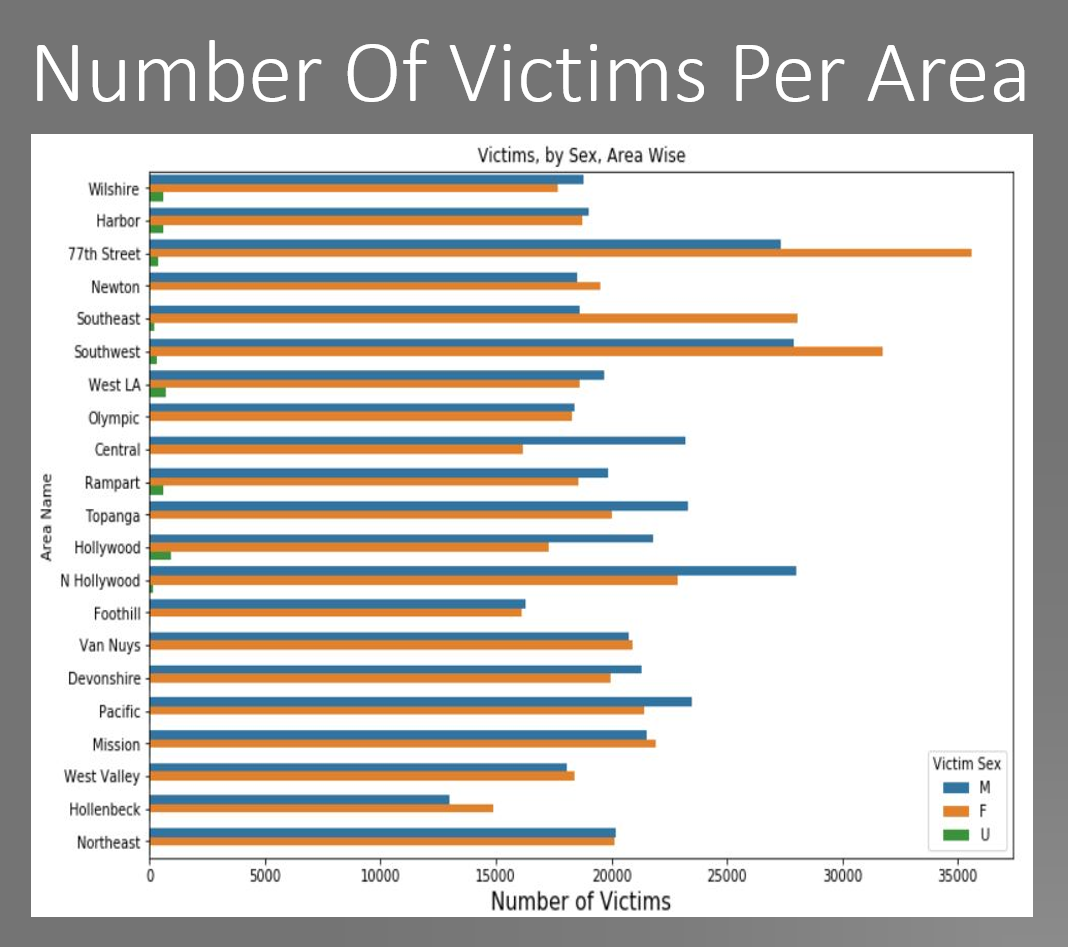 Number Of Victims Per Area
Victims, by Sex, Area Wise
Area Name
Wilshire
Harbor
77th Street
Newton
Southeast
Southwest
West LA
Olympic
Central
Rampart
Topanga
Hollywood
N Hollywood
Foothill
Van Nuys
Devonshire
Pacific
Mission
West Valley
Hollenbeck
Northeast
Victim Sex
M
F
U
0 5000 10000 15000 20000 25000 30000 35000
Number of Victims